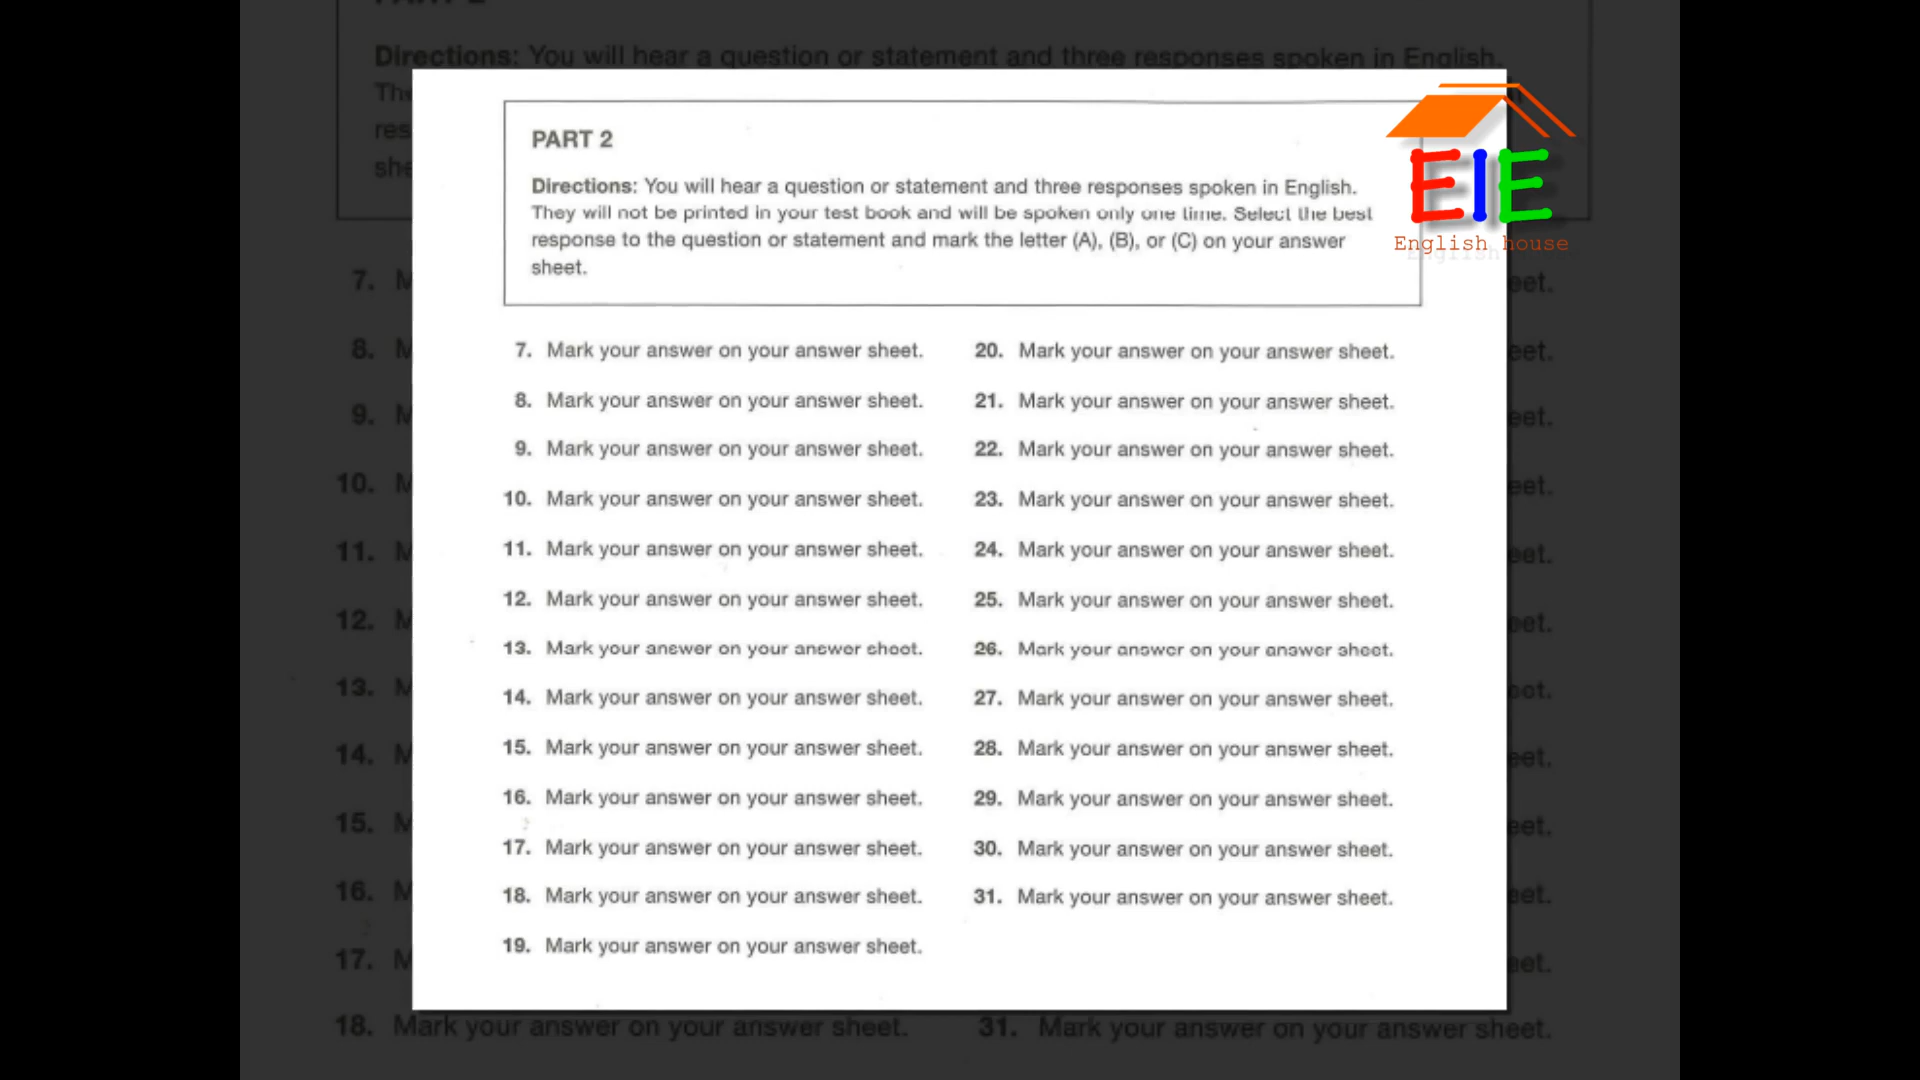 PART 2
Directions: You will hear a question or statement and three responses spoken in English.
They will not be printed in your test book and will be spoken only one time. Select the best
response to the question or statement and mark the letter (A), (B), or (C) on your answer
sheet.
EIE
English house
7. Mark your answer on your answer sheet.
8. Mark your answer on your answer sheet.
9. Mark your answer on your answer sheet.
10. Mark your answer on your answer sheet.
11. Mark your answer on your answer sheet.
12. Mark your answer on your answer sheet.
13. Mark your answer on your answer sheet.
14. Mark your answer on your answer sheet.
15. Mark your answer on your answer sheet.
16. Mark your answer on your answer sheet.
17. Mark your answer on your answer sheet.
18. Mark your answer on your answer sheet.
19. Mark your answer on your answer sheet.
20. Mark your answer on your answer sheet.
21. Mark your answer on your answer sheet.
22. Mark your answer on your answer sheet.
23. Mark your answer on your answer sheet.
24. Mark your answer on your answer sheet.
25. Mark your answer on your answer sheet.
26. Mark your answer on your answer sheet.
27. Mark your answer on your answer sheet.
28. Mark your answer on your answer sheet.
29. Mark your answer on your answer sheet.
30. Mark your answer on your answer sheet.
31. Mark your answer on your answer sheet.
Directions: You will hear a question or statement and three responses spoken in English.
18. Mark your answer on your answer sheet.
31. Mark your answer on your answer sheet.